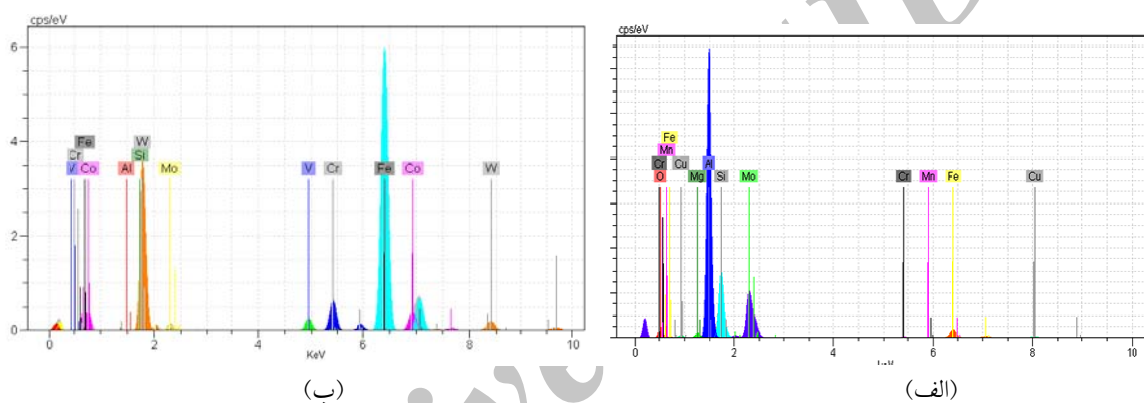 cps/eV
6
4
2
0
Fe
Cr
V
Co
Al
W
Si
Mo
V
Cr
Fe
Co
W
0 2 4 6 8 10
KeV
(ب)
cps/eV
Fe
Mn
Cr
O
Cu
Mg
Al
Si
Mo
Cr
Mn
Fe
Cu
0 2 4 6 8 10
(الف)